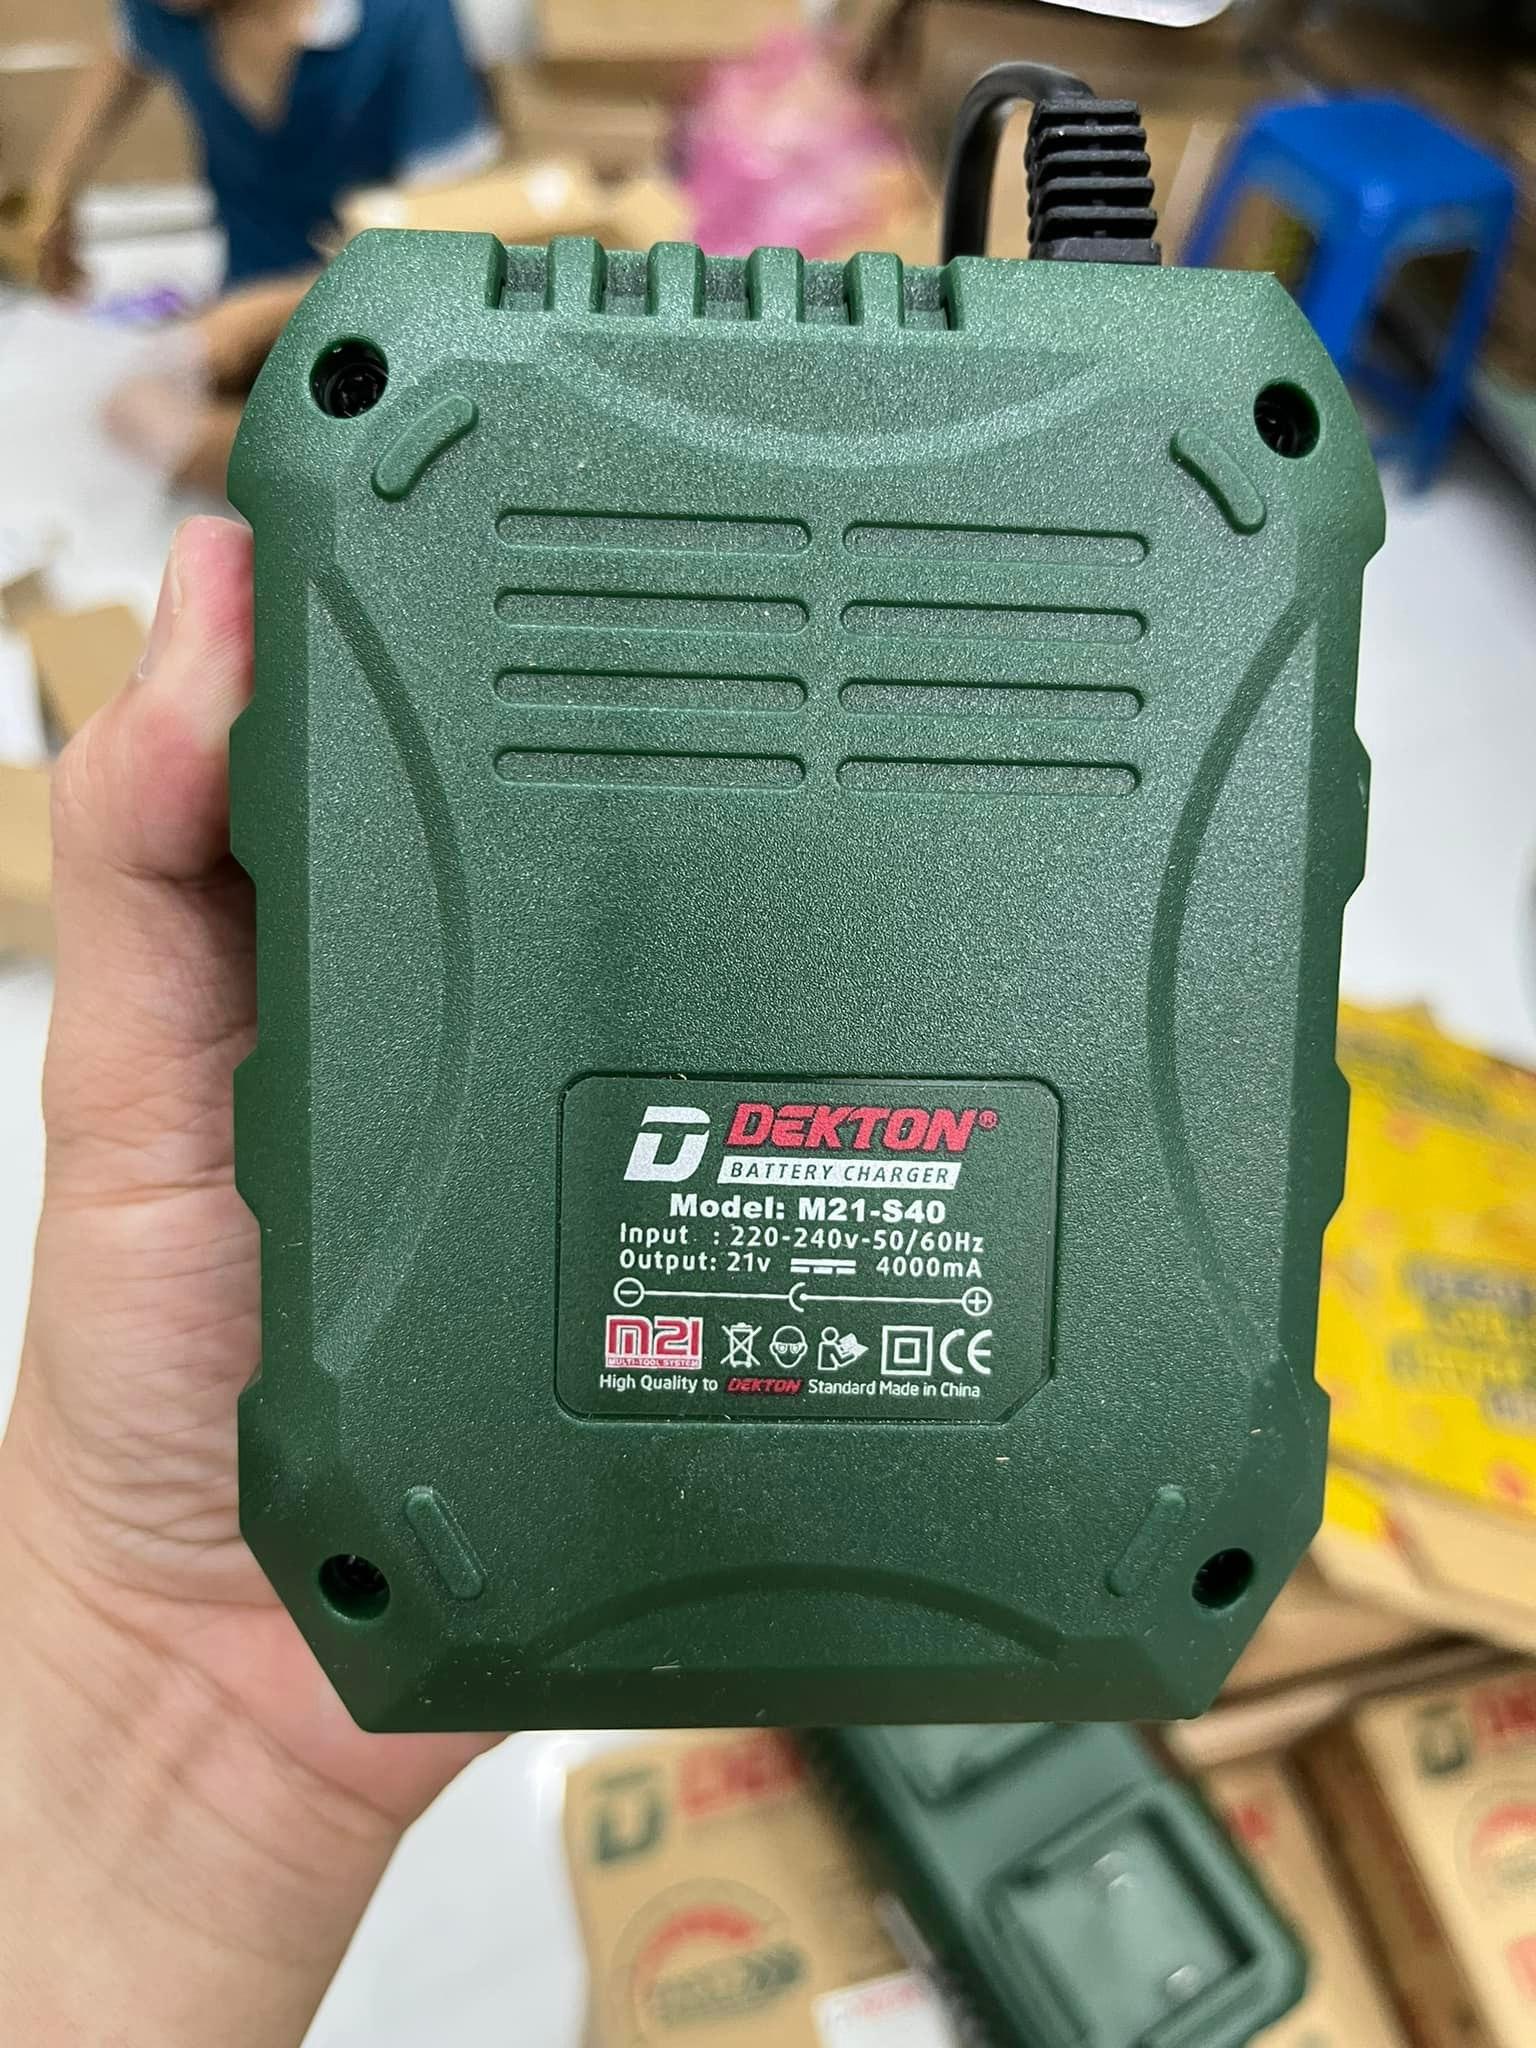 DEKTON®
BATTERY CHARGER
Model: M21-S40
Input : 220-240v-50/60Hz
Output: 21v 4000mA
M21
MULTI-TOOL SYSTEM
CE
High Quality to DEKTON Standard Made in China